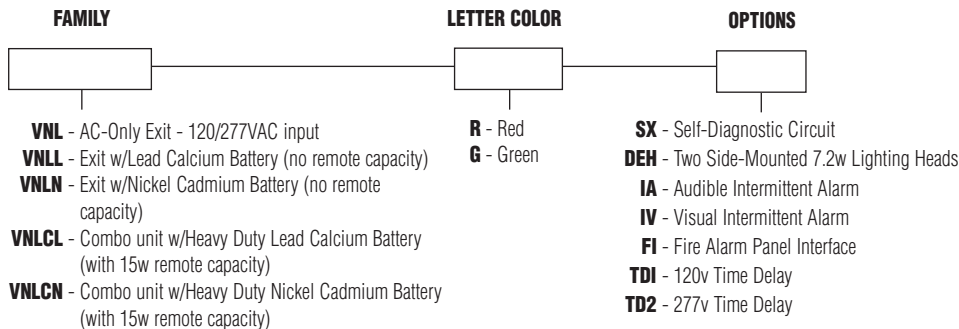 FAMILY
LETTER COLOR
OPTIONS
VNL - AC-Only Exit - 120/277VAC input
VNLL - Exit w/Lead Calcium Battery (no remote capacity)
VNLN - Exit w/Nickel Cadmium Battery (no remote
capacity)
VNLCL - Combo unit w/Heavy Duty Lead Calcium Battery
(with 15w remote capacity)
VNLCN - Combo unit w/Heavy Duty Nickel Cadmium Battery
(with 15w remote capacity)
R - Red
G - Green
SX - Self-Diagnostic Circuit
DEH - Two Side-Mounted 7.2w Lighting Heads
IA - Audible Intermittent Alarm
IV - Visual Intermittent Alarm
FI - Fire Alarm Panel Interface
TDI - 120v Time Delay
TD2 - 277v Time Delay